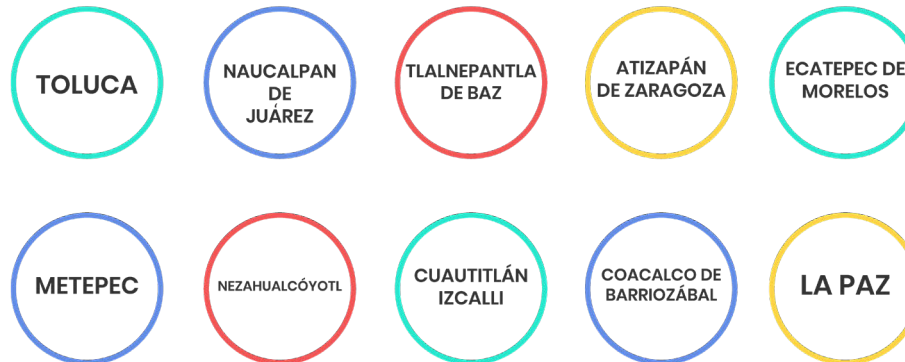 TOLUCA
NAUCALPAN
DE
JUÁREZ
TLALNEPANTLA
DE BAZ
ATIZAPÁN
DE ZARAGOZA
ECATEPEC DE
MORELOS
METEPEC
NEZAHUALCÓYOTL
CUAUTITLÁN
IZCALLI
COACALCO DE
BARRIOZÁBAL
LA PAZ